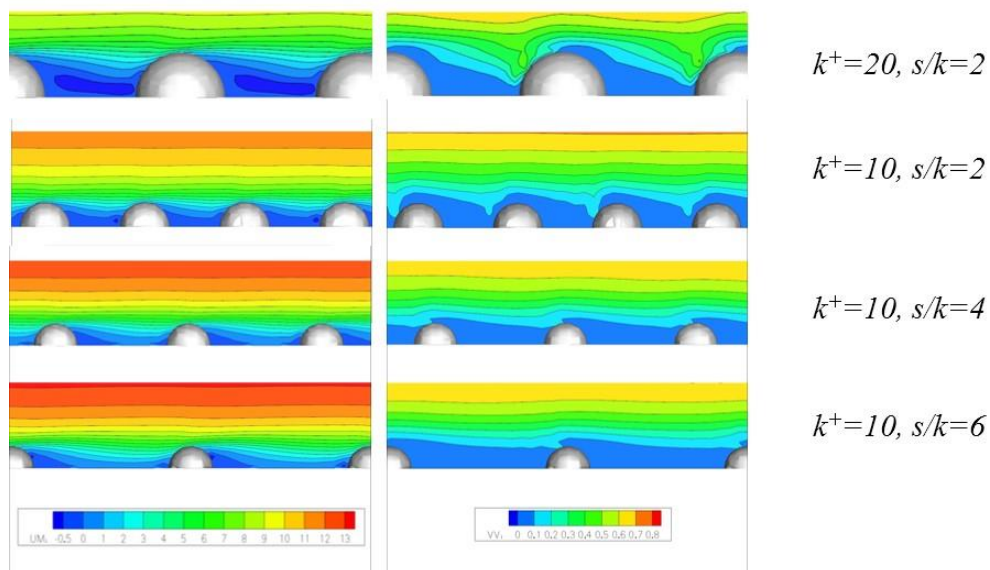 k+=20, s/k=2
k+=10, s/k=2
k+=10, s/k=4
k+=10, s/k=6
UM: -0.5 0 1 2 3 4 5 6 7 8 9 10 11 12 13
VV: 0 0.1 0.2 0.3 0.4 0.5 0.6 0.7 0.8